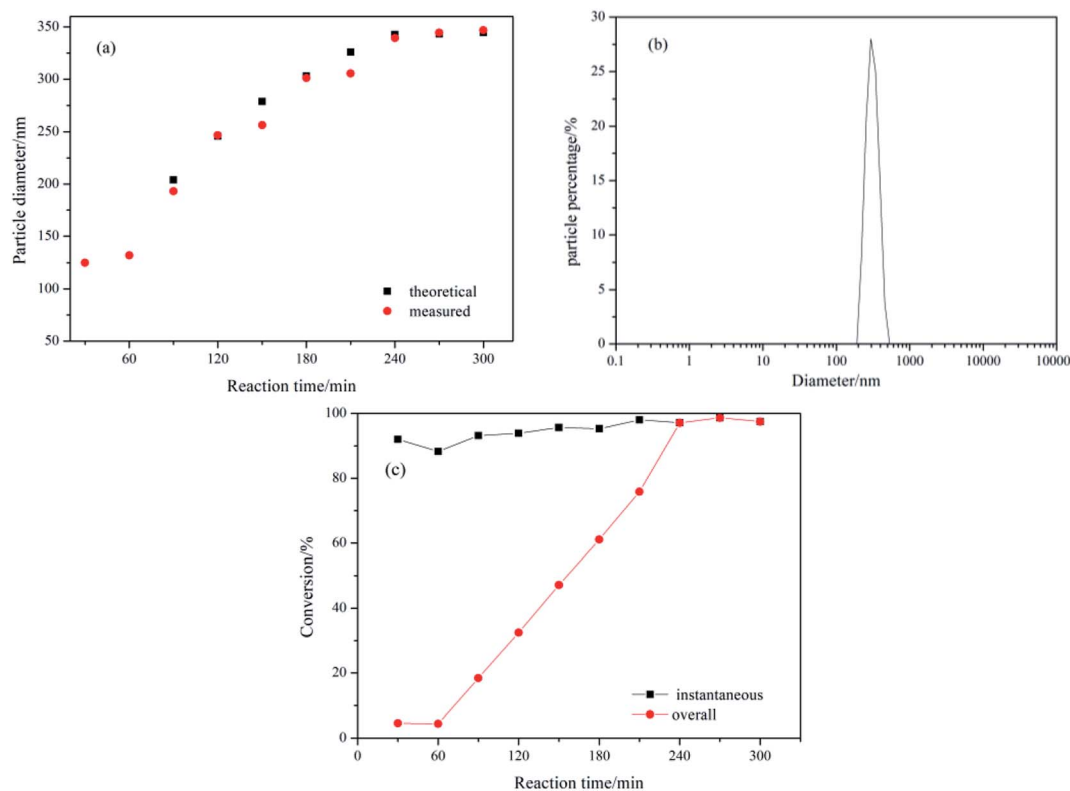 (a)
350
300
250
200
150
100
50
Particle diameter/nm
theoretical
measured
60
120
180
240
300
Reaction time/min
(b)
30
25
20
15
10
5
0
particle percentage/%
0.1
1
10
100
1000
10000
10000
Diameter/nm
(c)
100
80
60
40
20
0
Conversion/%
instantaneous
overall
0
60
120
180
240
300
Reaction time/min